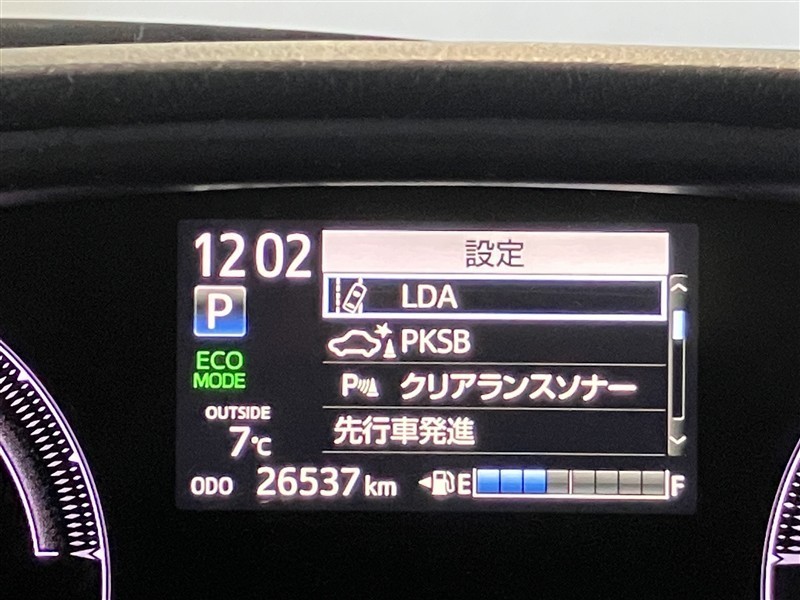 12 02
設定
LDA
P
PKSB
ECO
MODE
P クリアランスソナー
OUTSIDE
7℃
先行車発進
ODO 26537 km
E F